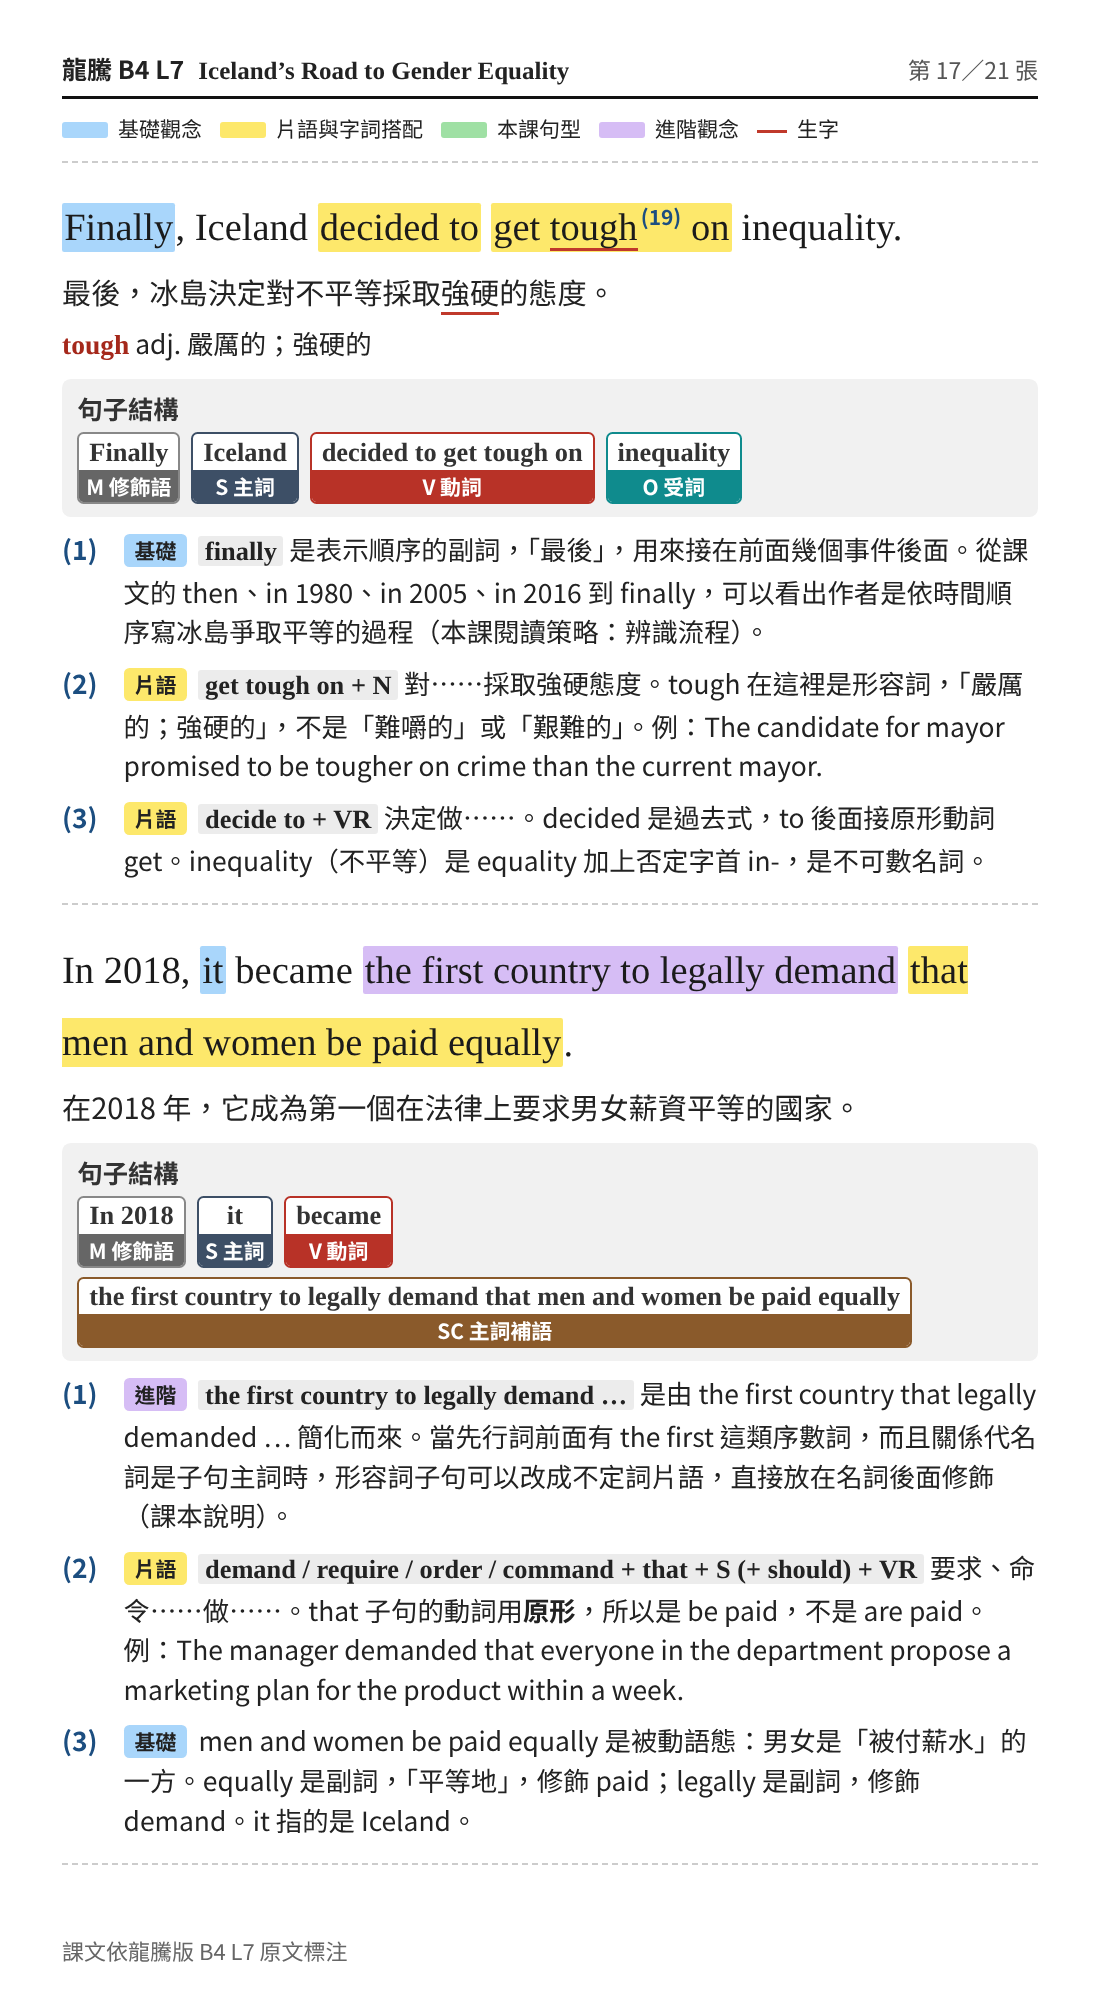 龍騰 B4 L7 Iceland’s Road to Gender Equality 第 17／21 張
基礎觀念 片語與字詞搭配 本課句型 進階觀念 生字
Finally, Iceland decided to get tough(19) on inequality.
最後，冰島決定對不平等採取強硬的態度。
tough adj. 嚴厲的；強硬的
句子結構
Finally Iceland decided to get tough on inequality
M 修飾語 S 主詞 V 動詞 O 受詞
(1) 基礎 finally 是表示順序的副詞，「最後」，用來接在前面幾個事件後面。從課
文的 then、in 1980、in 2005、in 2016 到 finally，可以看出作者是依時間順
序寫冰島爭取平等的過程（本課閱讀策略：辨識流程）。
(2) 片語 get tough on + N 對⋯⋯採取強硬態度。tough 在這裡是形容詞，「嚴厲
的；強硬的」，不是「難嚼的」或「艱難的」。例：The candidate for mayor
promised to be tougher on crime than the current mayor.
(3) 片語 decide to + VR 決定做⋯⋯。decided 是過去式，to 後面接原形動詞
get。inequality（不平等）是 equality 加上否定字首 in-，是不可數名詞。
In 2018, it became the first country to legally demand that
men and women be paid equally.
在2018 年，它成為第一個在法律上要求男女薪資平等的國家。
句子結構
In 2018 it became
M 修飾語 S 主詞 V 動詞
the first country to legally demand that men and women be paid equally
SC 主詞補語
(1) 進階 the first country to legally demand … 是由 the first country that legally
demanded … 簡化而來。當先行詞前面有 the first 這類序數詞，而且關係代名
詞是子句主詞時，形容詞子句可以改成不定詞片語，直接放在名詞後面修飾
（課本說明）。
(2) 片語 demand / require / order / command + that + S (+ should) + VR 要求、命
令⋯⋯做⋯⋯。that 子句的動詞用原形，所以是 be paid，不是 are paid。
例：The manager demanded that everyone in the department propose a
marketing plan for the product within a week.
(3) 基礎 men and women be paid equally 是被動語態：男女是「被付薪水」的
一方。equally 是副詞，「平等地」，修飾 paid；legally 是副詞，修飾
demand。it 指的是 Iceland。
課文依龍騰版 B4 L7 原文標注